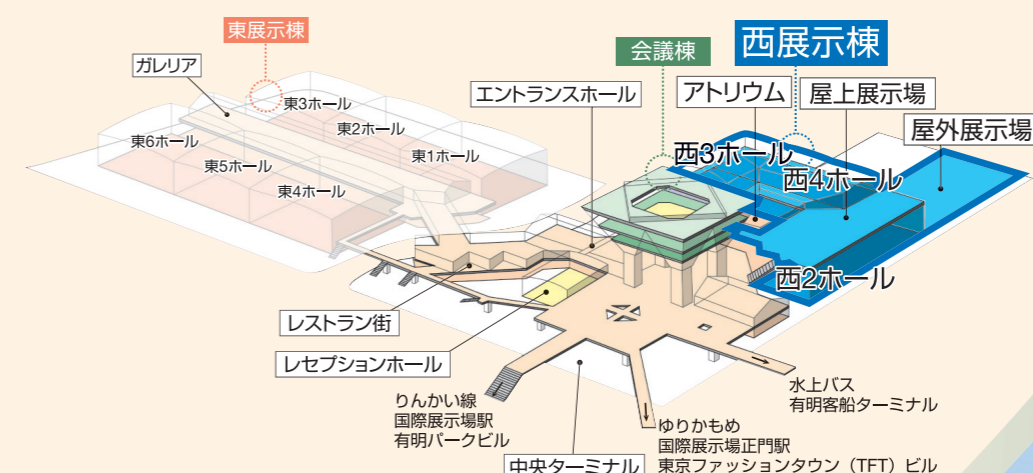 東展示棟
ガレリア
東3ホール
東2ホール
東1ホール
東6ホール
東5ホール
東4ホール
会議棟
西展示棟
エントランスホール
アトリウム
屋上展示場
屋外展示場
西3ホール
西4ホール
西2ホール
レストラン街
レセプションホール
りんかい線
国際展示場駅
有明パークビル
中央ターミナル
ゆりかもめ
国際展示場正門駅
東京ファッションタウン（TFT）ビル
水上バス
有明客船ターミナル